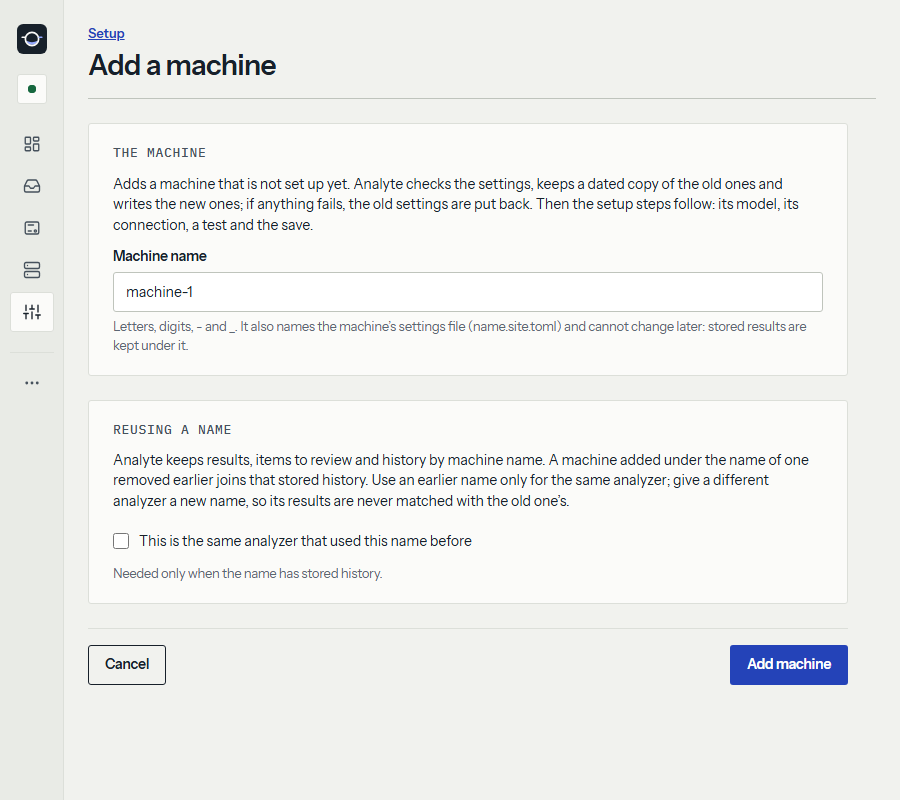 Setup
Add a machine
THE MACHINE
Adds a machine that is not set up yet. Analyte checks the settings, keeps a dated copy of the old ones and
writes the new ones; if anything fails, the old settings are put back. Then the setup steps follow: its model, its
connection, a test and the save.
Machine name
machine-1
Letters, digits, - and _. It also names the machine's settings file (name.site.toml) and cannot change later: stored results are
kept under it.
REUSING A NAME
Analyte keeps results, items to review and history by machine name. A machine added under the name of one
removed earlier joins that stored history. Use an earlier name only for the same analyzer; give a different
analyzer a new name, so its results are never matched with the old one's.
This is the same analyzer that used this name before
Needed only when the name has stored history.
Cancel
Add machine